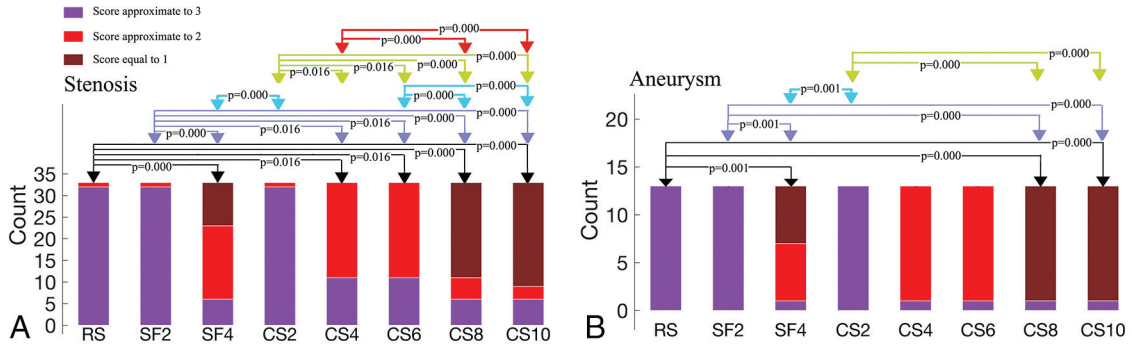 Score approximate to 3
Score approximate to 2
Score equal to 1
Stenosis
p=0.000
p=0.000
p=0.000
p=0.016
p=0.016
p=0.000
p=0.000
p=0.000
p=0.000
p=0.000
p=0.000
p=0.016
p=0.016
p=0.000
p=0.000
p=0.000
p=0.016
p=0.016
p=0.000
p=0.000
Count
35
33
25
20
15
10
5
0
RS SF2 SF4 CS2 CS4 CS6 CS8 CS10
A
Aneurysm
p=0.000
p=0.000
p=0.001
p=0.000
p=0.000
p=0.001
p=0.000
p=0.000
p=0.001
Count
20
15
10
5
0
RS SF2 SF4 CS2 CS4 CS6 CS8 CS10
B